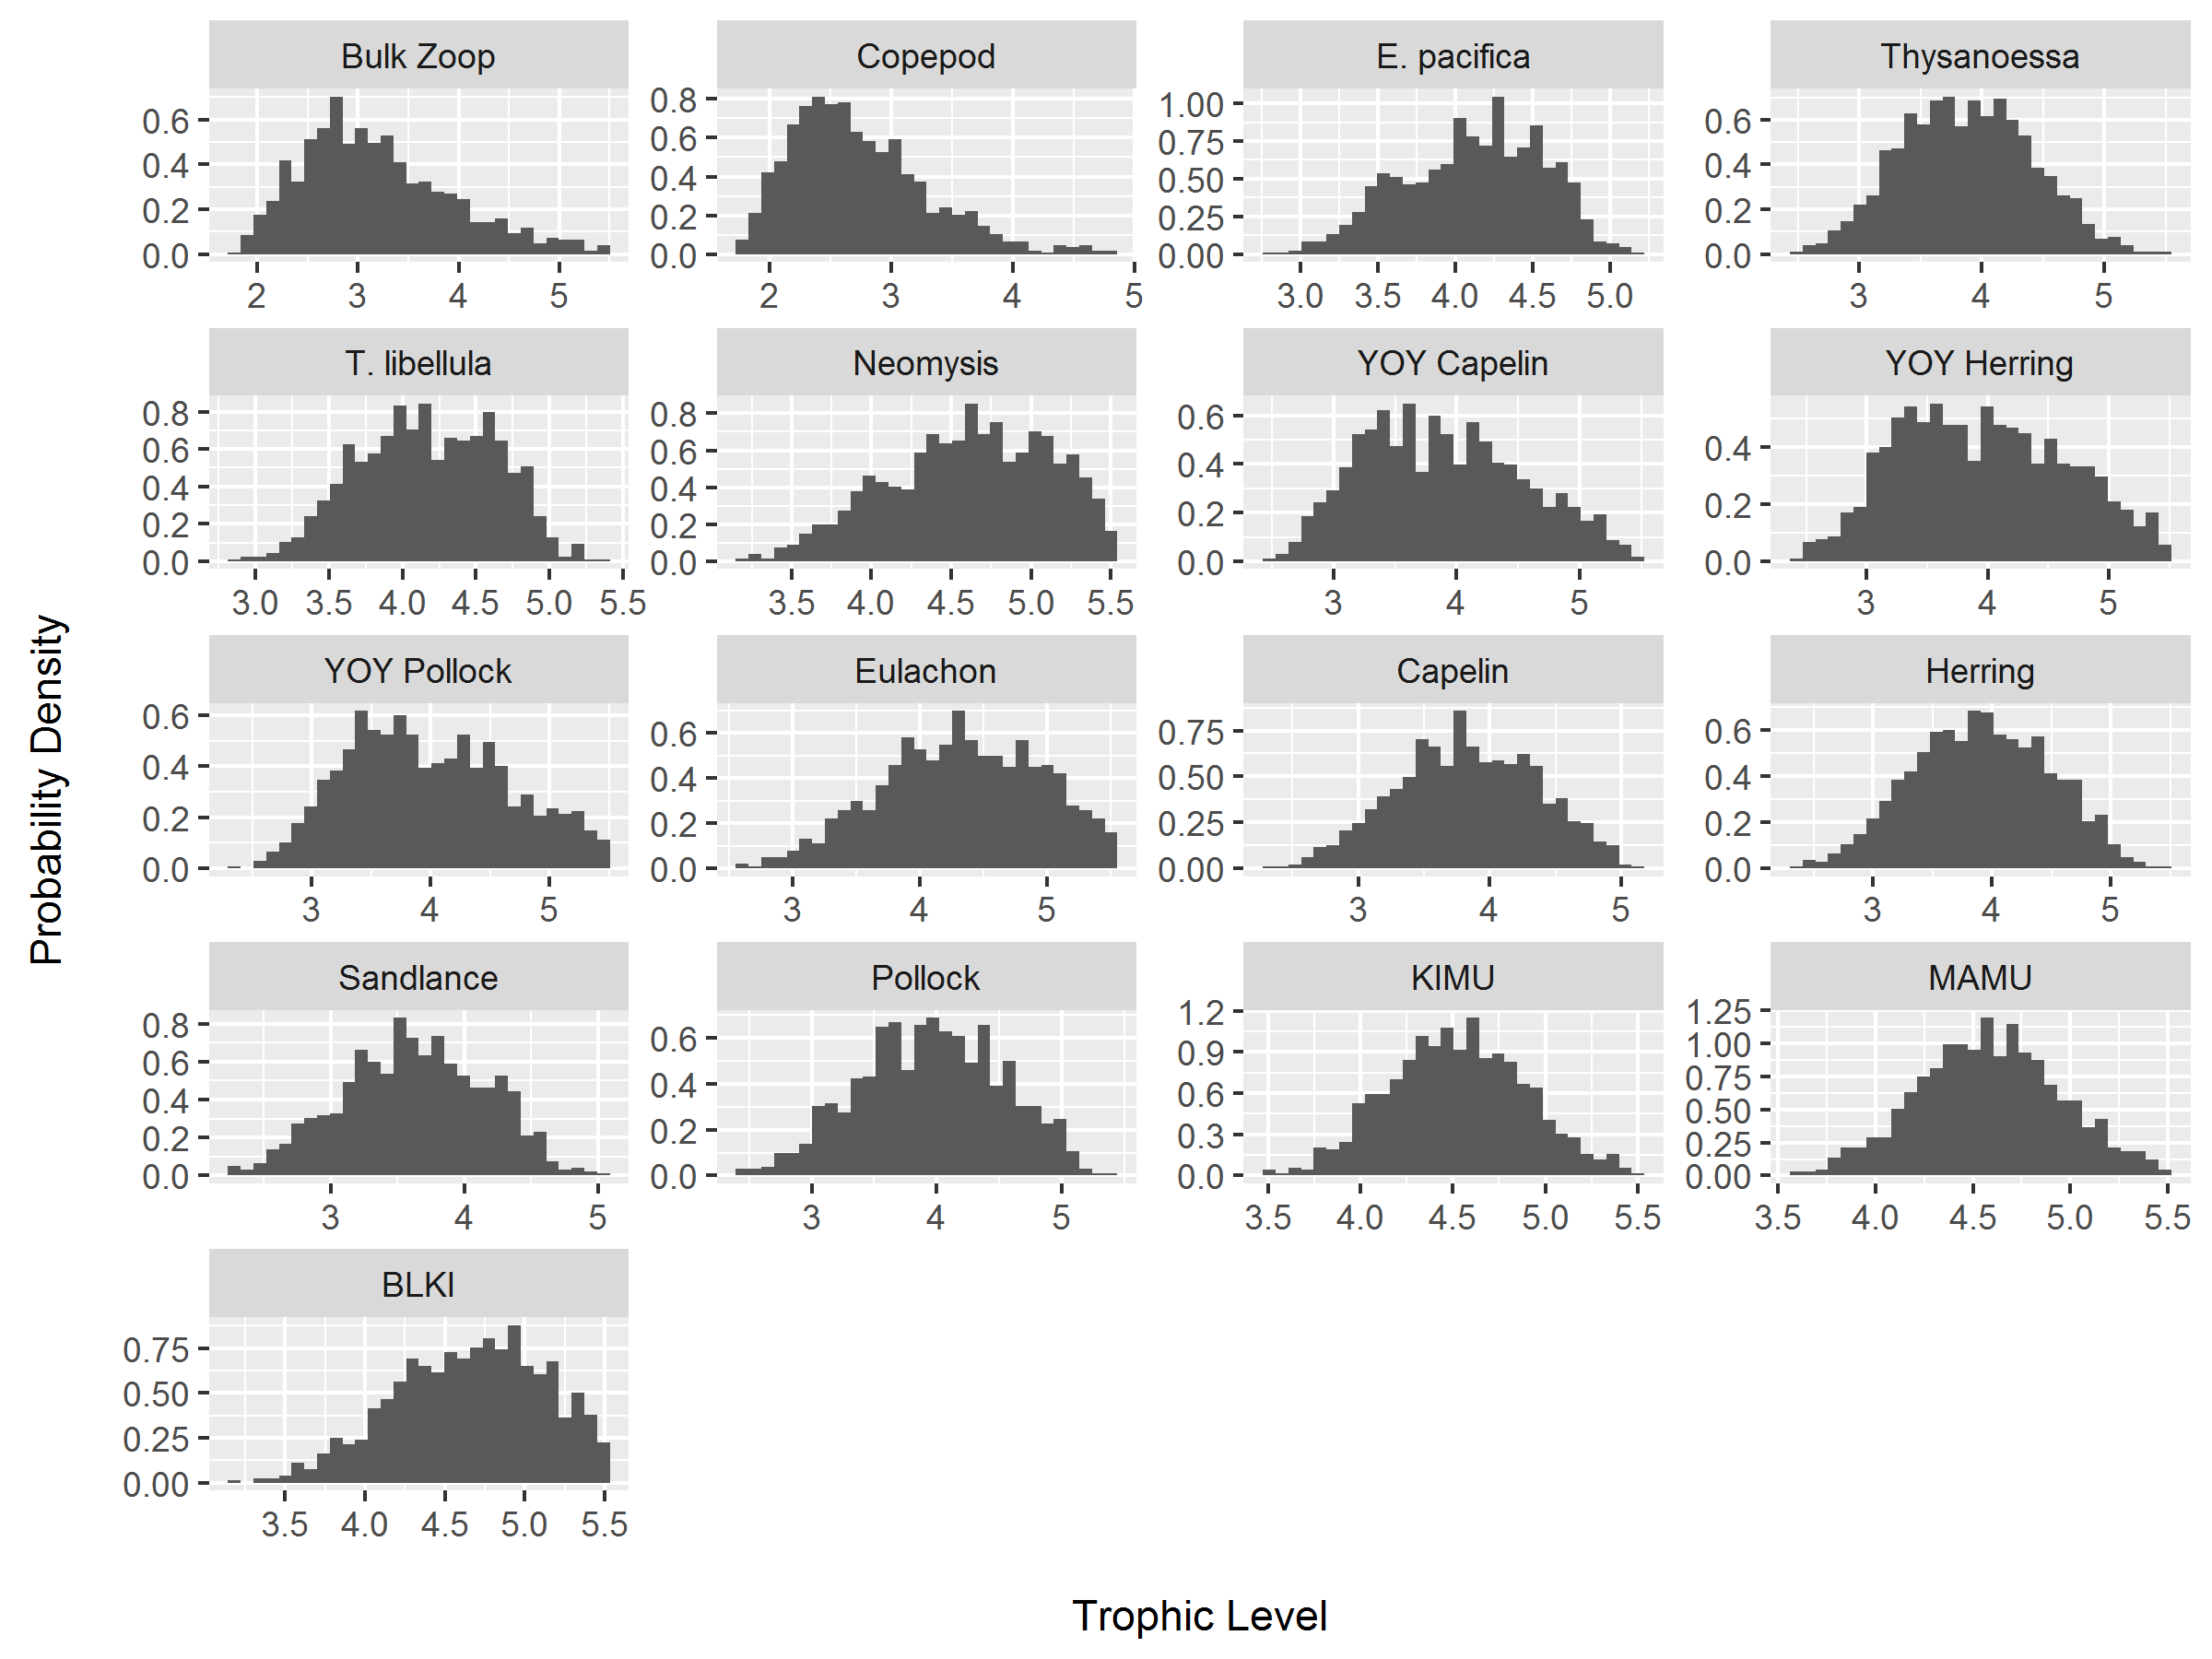 Bulk Zoop Copepod E. pacifica Thysanoessa
0.6 0.4 0.2 0.0 0.8 0.6 0.4 0.2 0.0 1.00 0.75 0.50 0.25 0.00 0.6 0.4 0.2 0.0
2 3 4 5 2 3 4 5 3.0 3.5 4.0 4.5 5.0 3 4 5
T. libellula Neomysis YOY Capelin YOY Herring
0.8 0.6 0.4 0.2 0.0 0.8 0.6 0.4 0.2 0.0 0.6 0.4 0.2 0.0 0.4 0.2 0.0
3.0 3.5 4.0 4.5 5.0 5.5 3.5 4.0 4.5 5.0 5.5 3 4 5 3 4 5
YOY Pollock Eulachon Capelin Herring
0.6 0.4 0.2 0.0 0.6 0.4 0.2 0.0 0.75 0.50 0.25 0.00 0.6 0.4 0.2 0.0
3 4 5 3 4 5 3 4 5 3 4 5
Sandlance Pollock KIMU MAMU
0.8 0.6 0.4 0.2 0.0 0.6 0.4 0.2 0.0 1.2 0.9 0.6 0.3 0.0 1.25 1.00 0.75 0.50 0.25 0.00
3 4 5 3 4 5 3.5 4.0 4.5 5.0 5.5 3.5 4.0 4.5 5.0 5.5
BLKI
0.75 0.50 0.25 0.00
3.5 4.0 4.5 5.0 5.5
Probability Density
Trophic Level